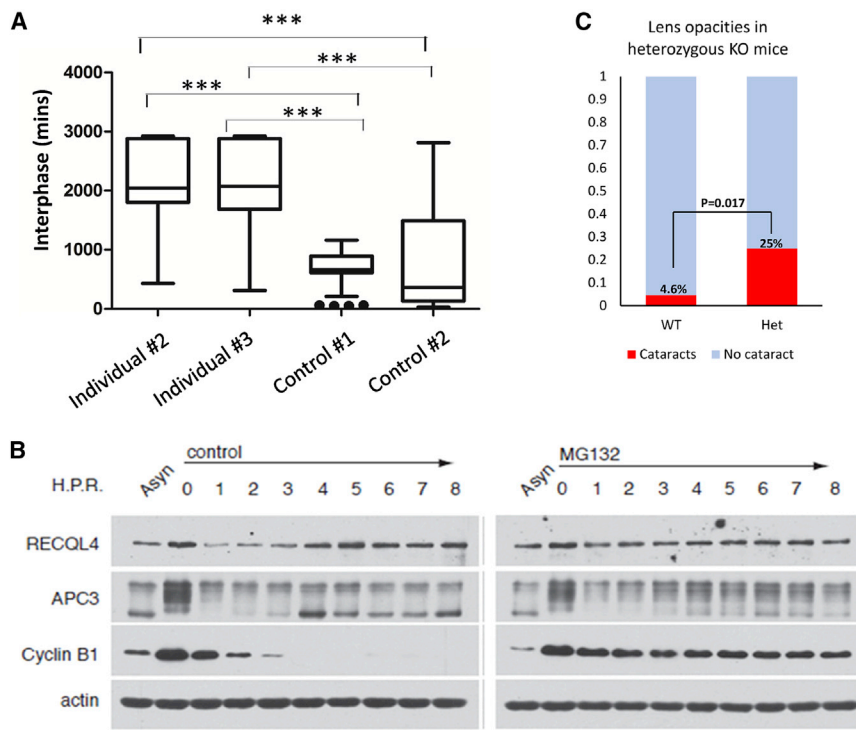 A
***
***
***
***
4000
3000
2000
1000
0
Interphase (mins)
Individual #2
Individual #3
Control #1
Control #2
C
Lens opacities in
heterozygous KO mice
1
0.9
0.8
0.7
0.6
0.5
0.4
0.3
0.2
0.1
0
P=0.017
4.6%
25%
WT Het
Cataracts No cataract
B
control
H.P.R. Asyn 0 1 2 3 4 5 6 7 8
MG132
Asyn 0 1 2 3 4 5 6 7 8
RECQL4
APC3
Cyclin B1
actin